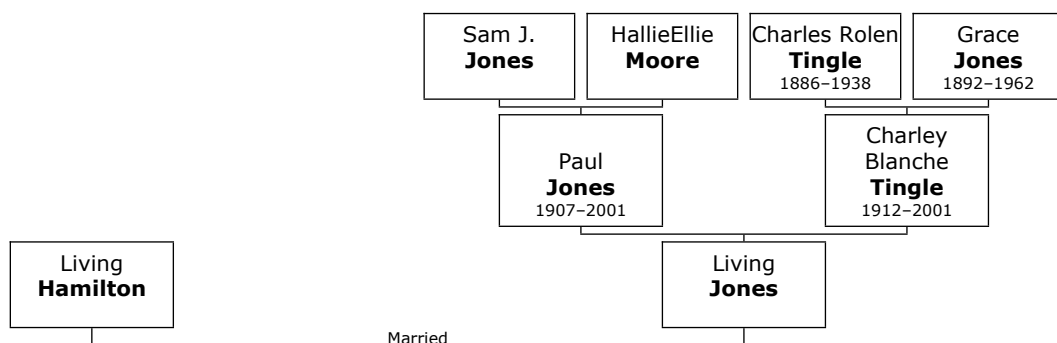 Sam J.
Jones
HallieEllie
Moore
Charles Rolen
Tingle
1886–1938
Grace
Jones
1892–1962
Paul
Jones
1907–2001
Charley
Blanche
Tingle
1912–2001
Living
Hamilton
Living
Jones
Married